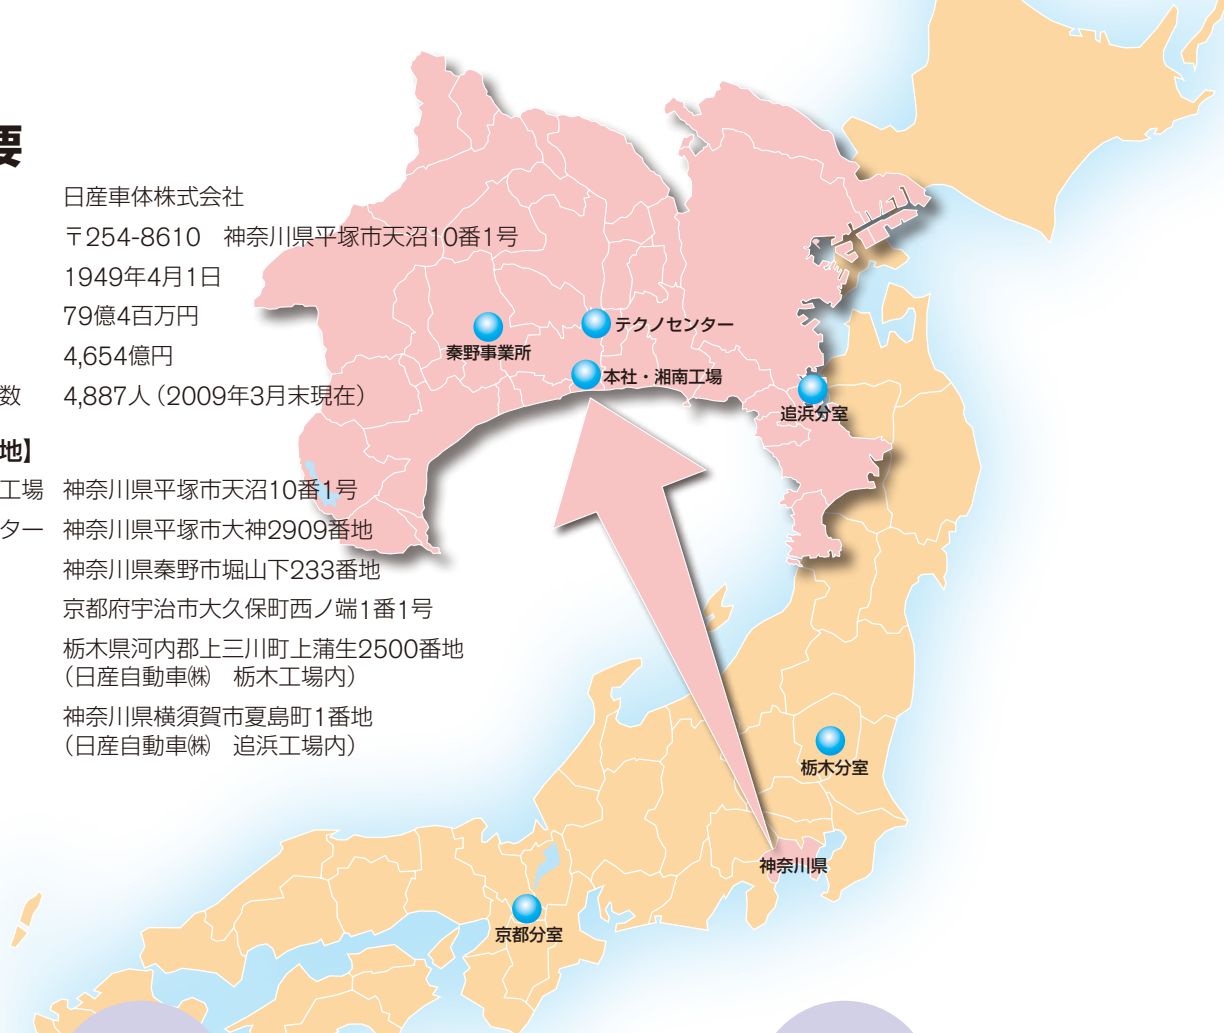 要
日産車体株式会社
〒254-8610 神奈川県平塚市天沼10番1号
1949年4月1日
79億4百万円
4,654億円
数 4,887人（2009年3月末現在）
地】
工場 神奈川県平塚市天沼10番1号
ター 神奈川県平塚市大神2909番地
神奈川県秦野市堀山下233番地
京都府宇治市大久保町西ノ端1番1号
栃木県河内郡上三川町上蒲生2500番地
（日産自動車㈱ 栃木工場内）
神奈川県横須賀市夏島町1番地
（日産自動車㈱ 追浜工場内）
テクノセンター
秦野事業所
本社・湘南工場
追浜分室
栃木分室
神奈川県
京都分室